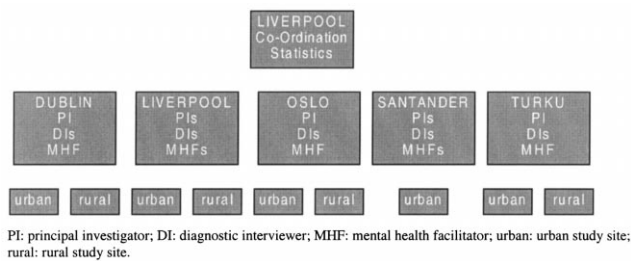 LIVERPOOL
Co-Ordination
Statistics
DUBLIN
PI
DIs
MHF
LIVERPOOL
PIs
DIs
MHFs
OSLO
PI
DIs
MHF
SANTANDER
PIs
DIs
MHFs
TURKU
PI
DIs
MHF
urban
rural
urban
rural
urban
rural
urban
urban
rural
PI: principal investigator; DI: diagnostic interviewer; MHF: mental health facilitator; urban: urban study site;
rural: rural study site.